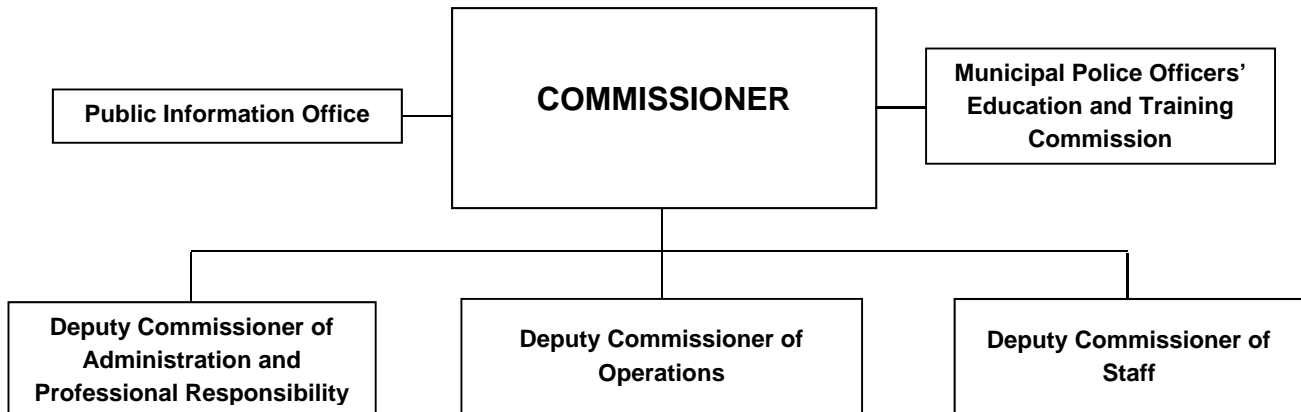 COMMISSIONER
Public Information Office
Municipal Police Officers’
Education and Training
Commission
Deputy Commissioner of
Administration and
Professional Responsibility
Deputy Commissioner of
Operations
Deputy Commissioner of
Staff